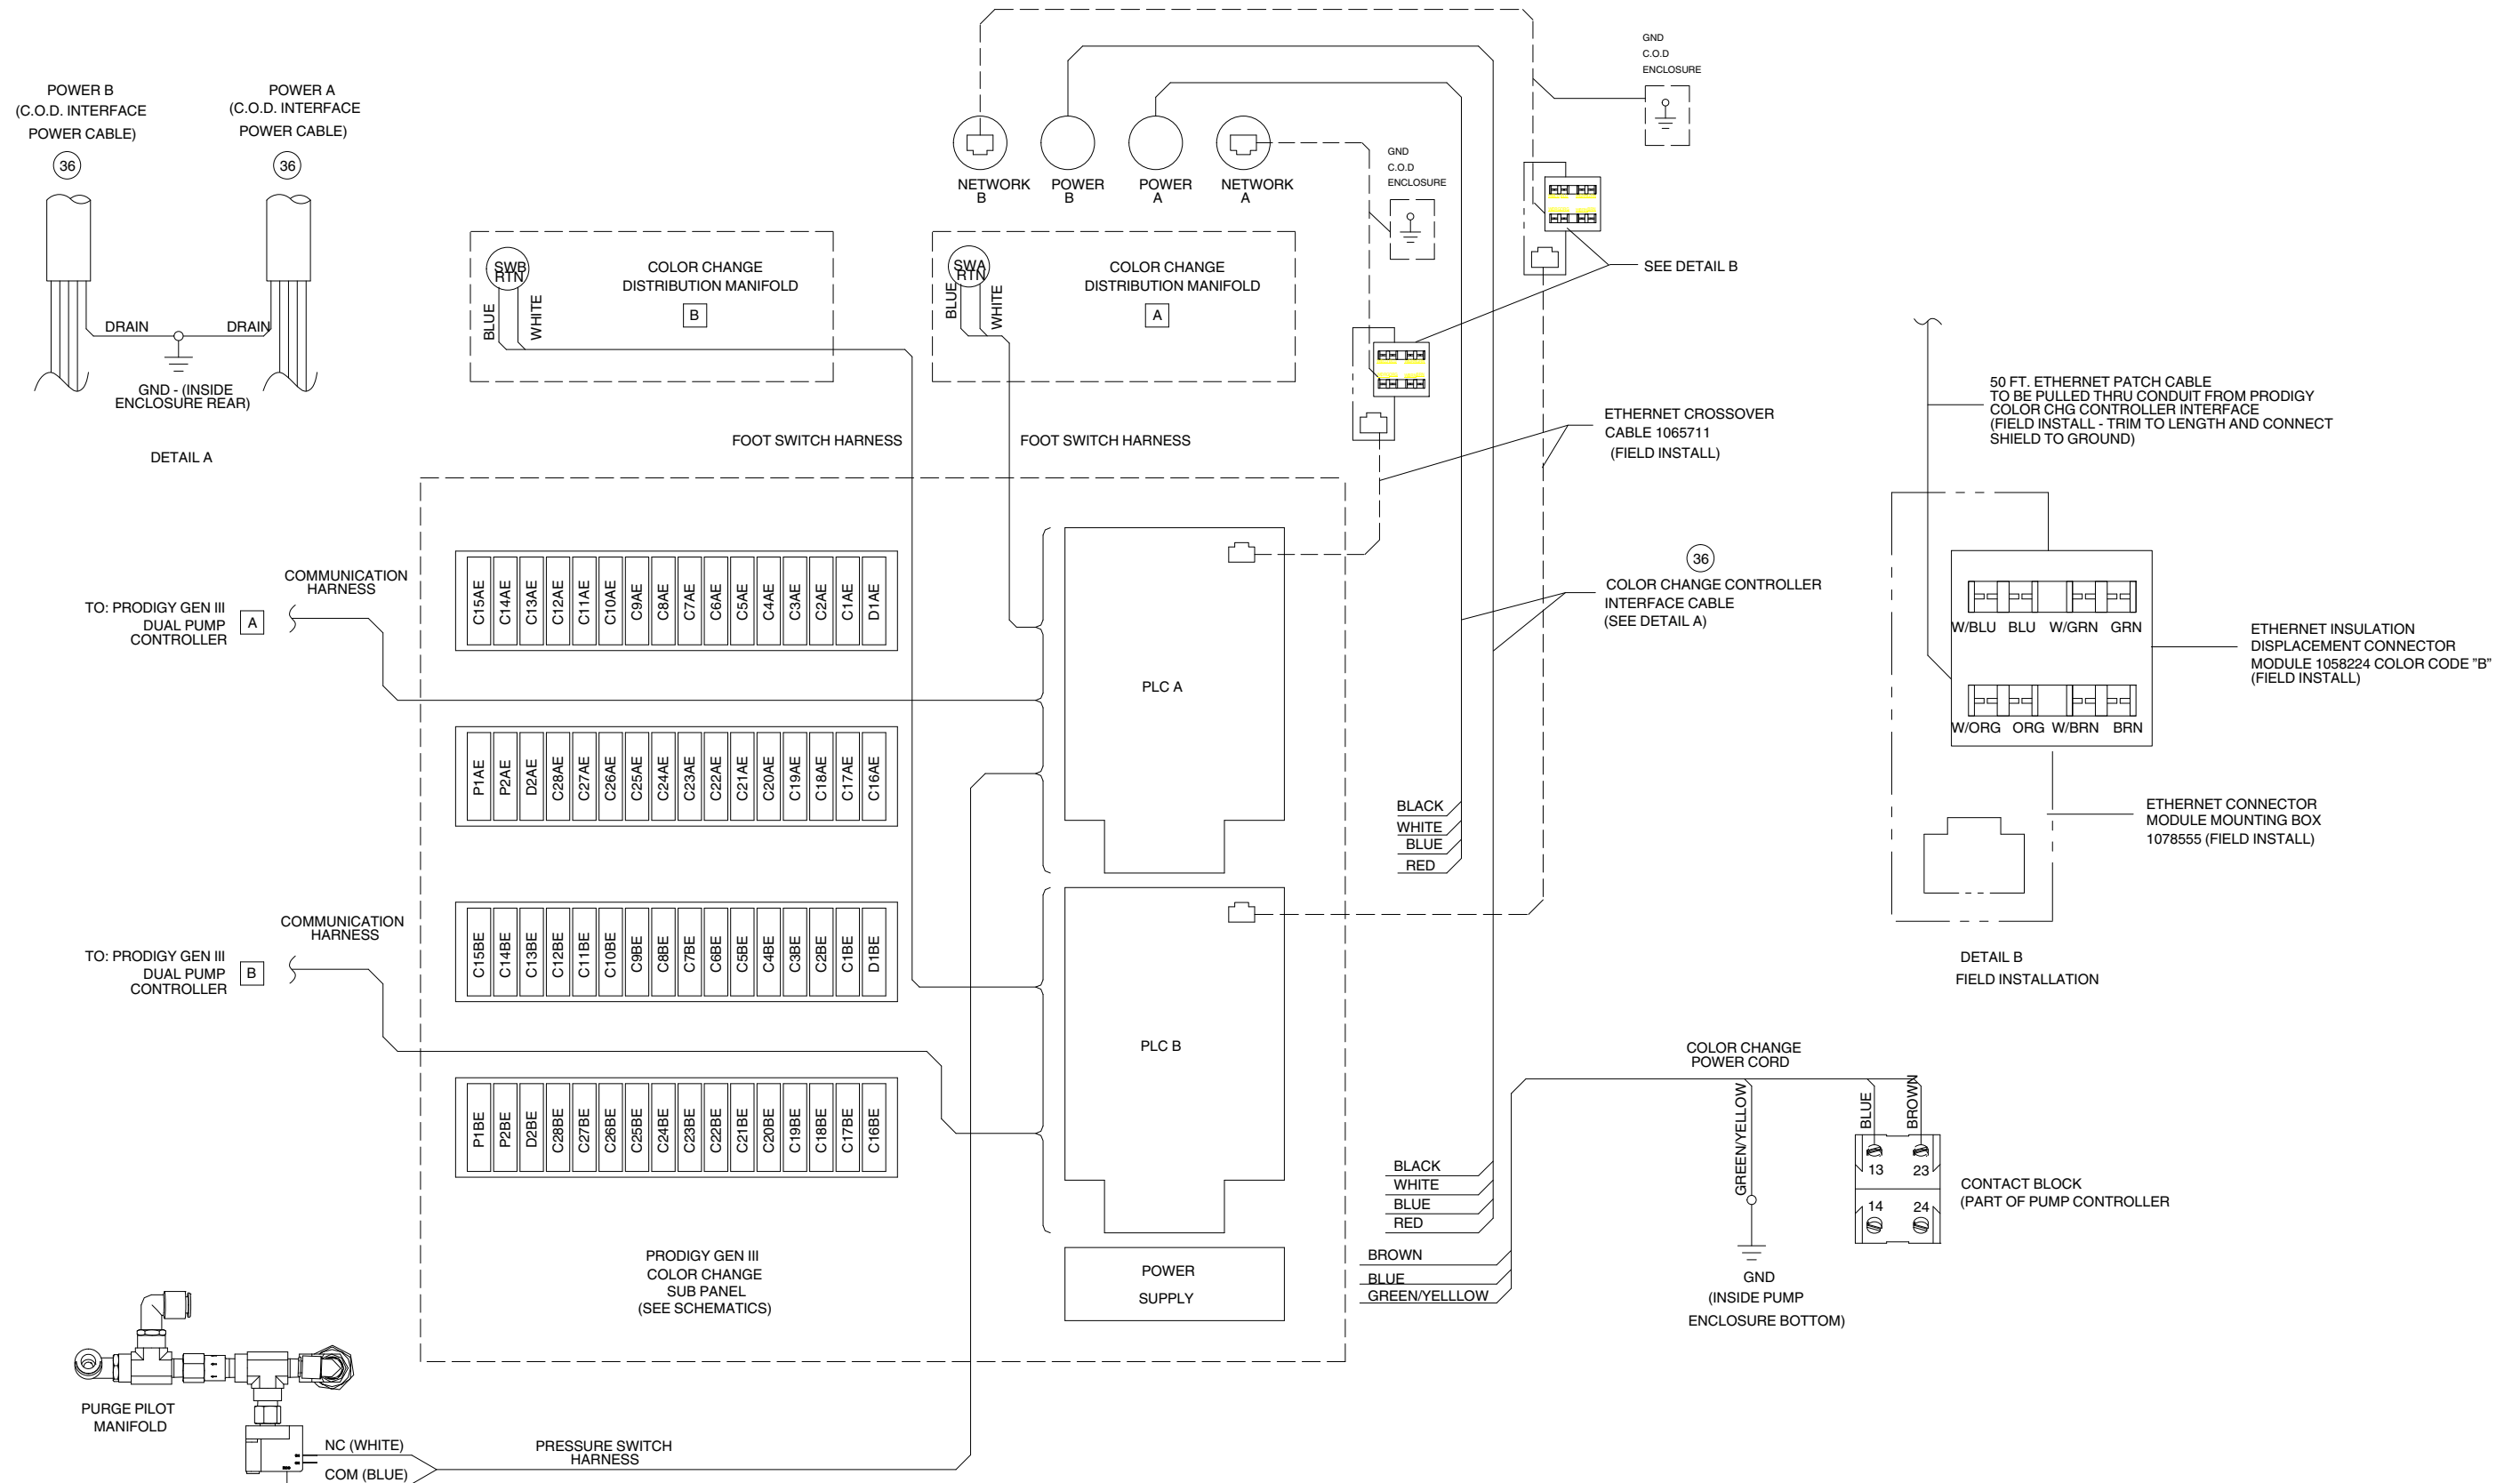 POWER B
(C.O.D. INTERFACE
POWER CABLE)
36
POWER A
(C.O.D. INTERFACE
POWER CABLE)
36
DRAIN
DRAIN
GND - (INSIDE
ENCLOSURE REAR)
DETAIL A
NETWORK
B
POWER
B
POWER
A
NETWORK
A
GND
C.O.D
ENCLOSURE
GND
C.O.D
ENCLOSURE
SEE DETAIL B
SWB
RTN
BLUE
WHITE
COLOR CHANGE
DISTRIBUTION MANIFOLD
B
SWA
RTN
BLUE
WHITE
COLOR CHANGE
DISTRIBUTION MANIFOLD
A
FOOT SWITCH HARNESS
FOOT SWITCH HARNESS
ETHERNET CROSSOVER
CABLE 1065711
(FIELD INSTALL)
36
COLOR CHANGE CONTROLLER
INTERFACE CABLE
(SEE DETAIL A)
50 FT. ETHERNET PATCH CABLE
TO BE PULLED THRU CONDUIT FROM PRODIGY
COLOR CHG CONTROLLER INTERFACE
(FIELD INSTALL - TRIM TO LENGTH AND CONNECT
SHIELD TO GROUND)
W/BLU BLU W/GRN GRN
W/ORG ORG W/BRN BRN
ETHERNET INSULATION
DISPLACEMENT CONNECTOR
MODULE 1058224 COLOR CODE "B"
(FIELD INSTALL)
ETHERNET CONNECTOR
MODULE MOUNTING BOX
1078555 (FIELD INSTALL)
DETAIL B
FIELD INSTALLATION
COMMUNICATION
HARNESS
TO: PRODIGY GEN III
DUAL PUMP
CONTROLLER
A
C15AE C14AE C13AE C12AE C11AE C10AE C9AE C8AE C7AE C6AE C5AE C4AE C3AE C2AE C1AE D1AE
P1AE P2AE D2AE C28AE C27AE C26AE C25AE C24AE C23AE C22AE C21AE C20AE C19AE C18AE C17AE C16AE
PLC A
BLACK
WHITE
BLUE
RED
COMMUNICATION
HARNESS
TO: PRODIGY GEN III
DUAL PUMP
CONTROLLER
B
C15BE C14BE C13BE C12BE C11BE C10BE C9BE C8BE C7BE C6BE C5BE C4BE C3BE C2BE C1BE D1BE
P1BE P2BE D2BE C28BE C27BE C26BE C25BE C24BE C23BE C22BE C21BE C20BE C19BE C18BE C17BE C16BE
PLC B
BLACK
WHITE
BLUE
RED
PRODIGY GEN III
COLOR CHANGE
SUB PANEL
(SEE SCHEMATICS)
POWER
SUPPLY
BROWN
BLUE
GREEN/YELLLOW
COLOR CHANGE
POWER CORD
GREEN/YELLOW
BLUE
BROWN
13 23
14 24
CONTACT BLOCK
(PART OF PUMP CONTROLLER
GND
(INSIDE PUMP
ENCLOSURE BOTTOM)
PURGE PILOT
MANIFOLD
NC (WHITE)
COM (BLUE)
PRESSURE SWITCH
HARNESS